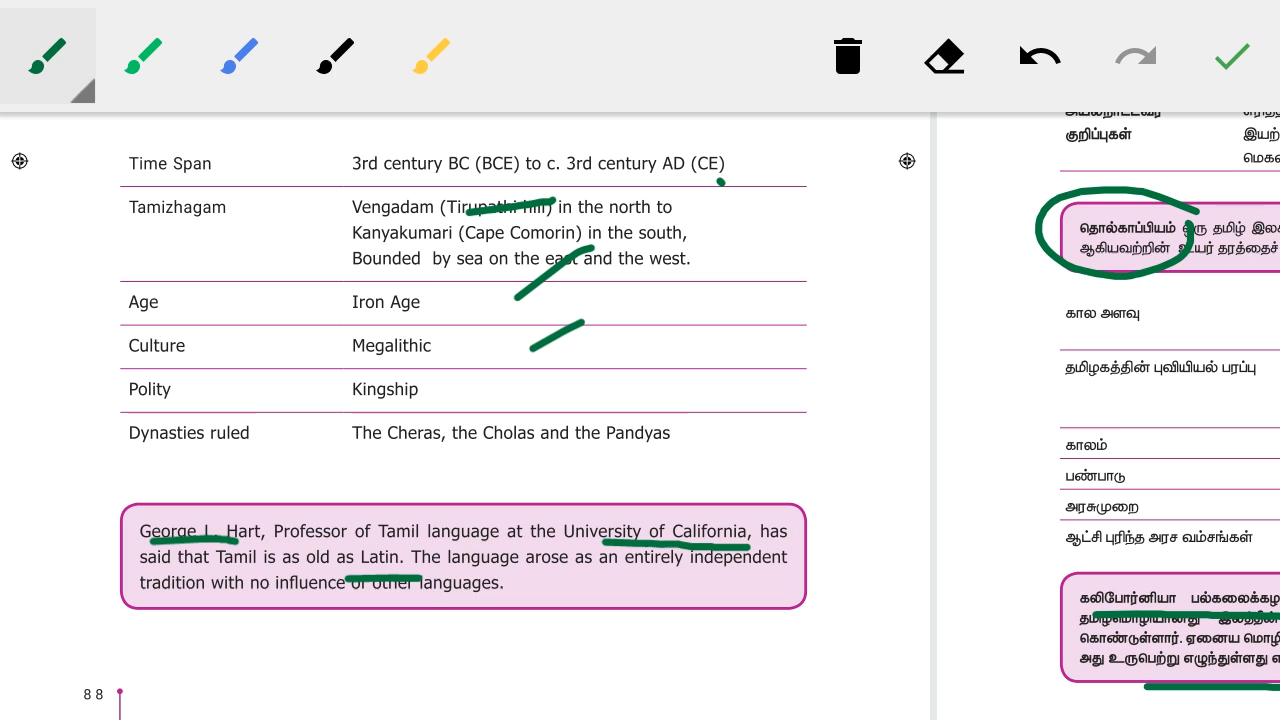 Time Span 3rd century BC (BCE) to c. 3rd century AD (CE)
Tamizhagam Vengadam (Tirupathi hill) in the north to
Kanyakumari (Cape Comorin) in the south,
Bounded by sea on the east and the west.
Age Iron Age
Culture Megalithic
Polity Kingship
Dynasties ruled The Cheras, the Cholas and the Pandyas
George L. Hart, Professor of Tamil language at the University of California, has
said that Tamil is as old as Latin. The language arose as an entirely independent
tradition with no influence of other languages.
88
குறிப்புகள் இயற்
மெகஸ
தொல்காப்பியம் ஒரு தமிழ் இலக்
ஆகியவற்றின் உயர் தரத்தைச்
கால அளவு
தமிழகத்தின் புவியியல் பரப்பு
காலம்
பண்பாடு
அரசுமுறை
ஆட்சி புரிந்த அரச வம்சங்கள்
கலிபோர்னியா பல்கலைக்கழ
தமிழ்மொழியானது இலத்தின்
கொண்டுள்ளார். ஏனைய மொழி
அது உருபெற்று எழுந்துள்ளது எ